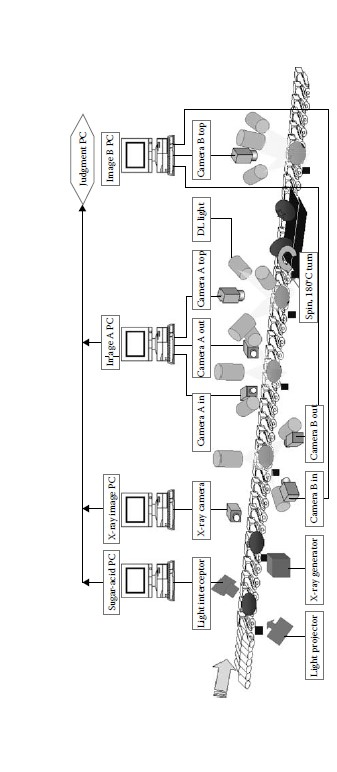 Judgment PC
Sugar-acid PC
X-ray image PC
Image A PC
Image B PC
Light interceptor
X-ray camera
Camera A in
Camera A out
Camera A top
DL light
Camera B top
Light projector
X-ray generator
Camera B in
Camera B out
Spin, 180°C turn